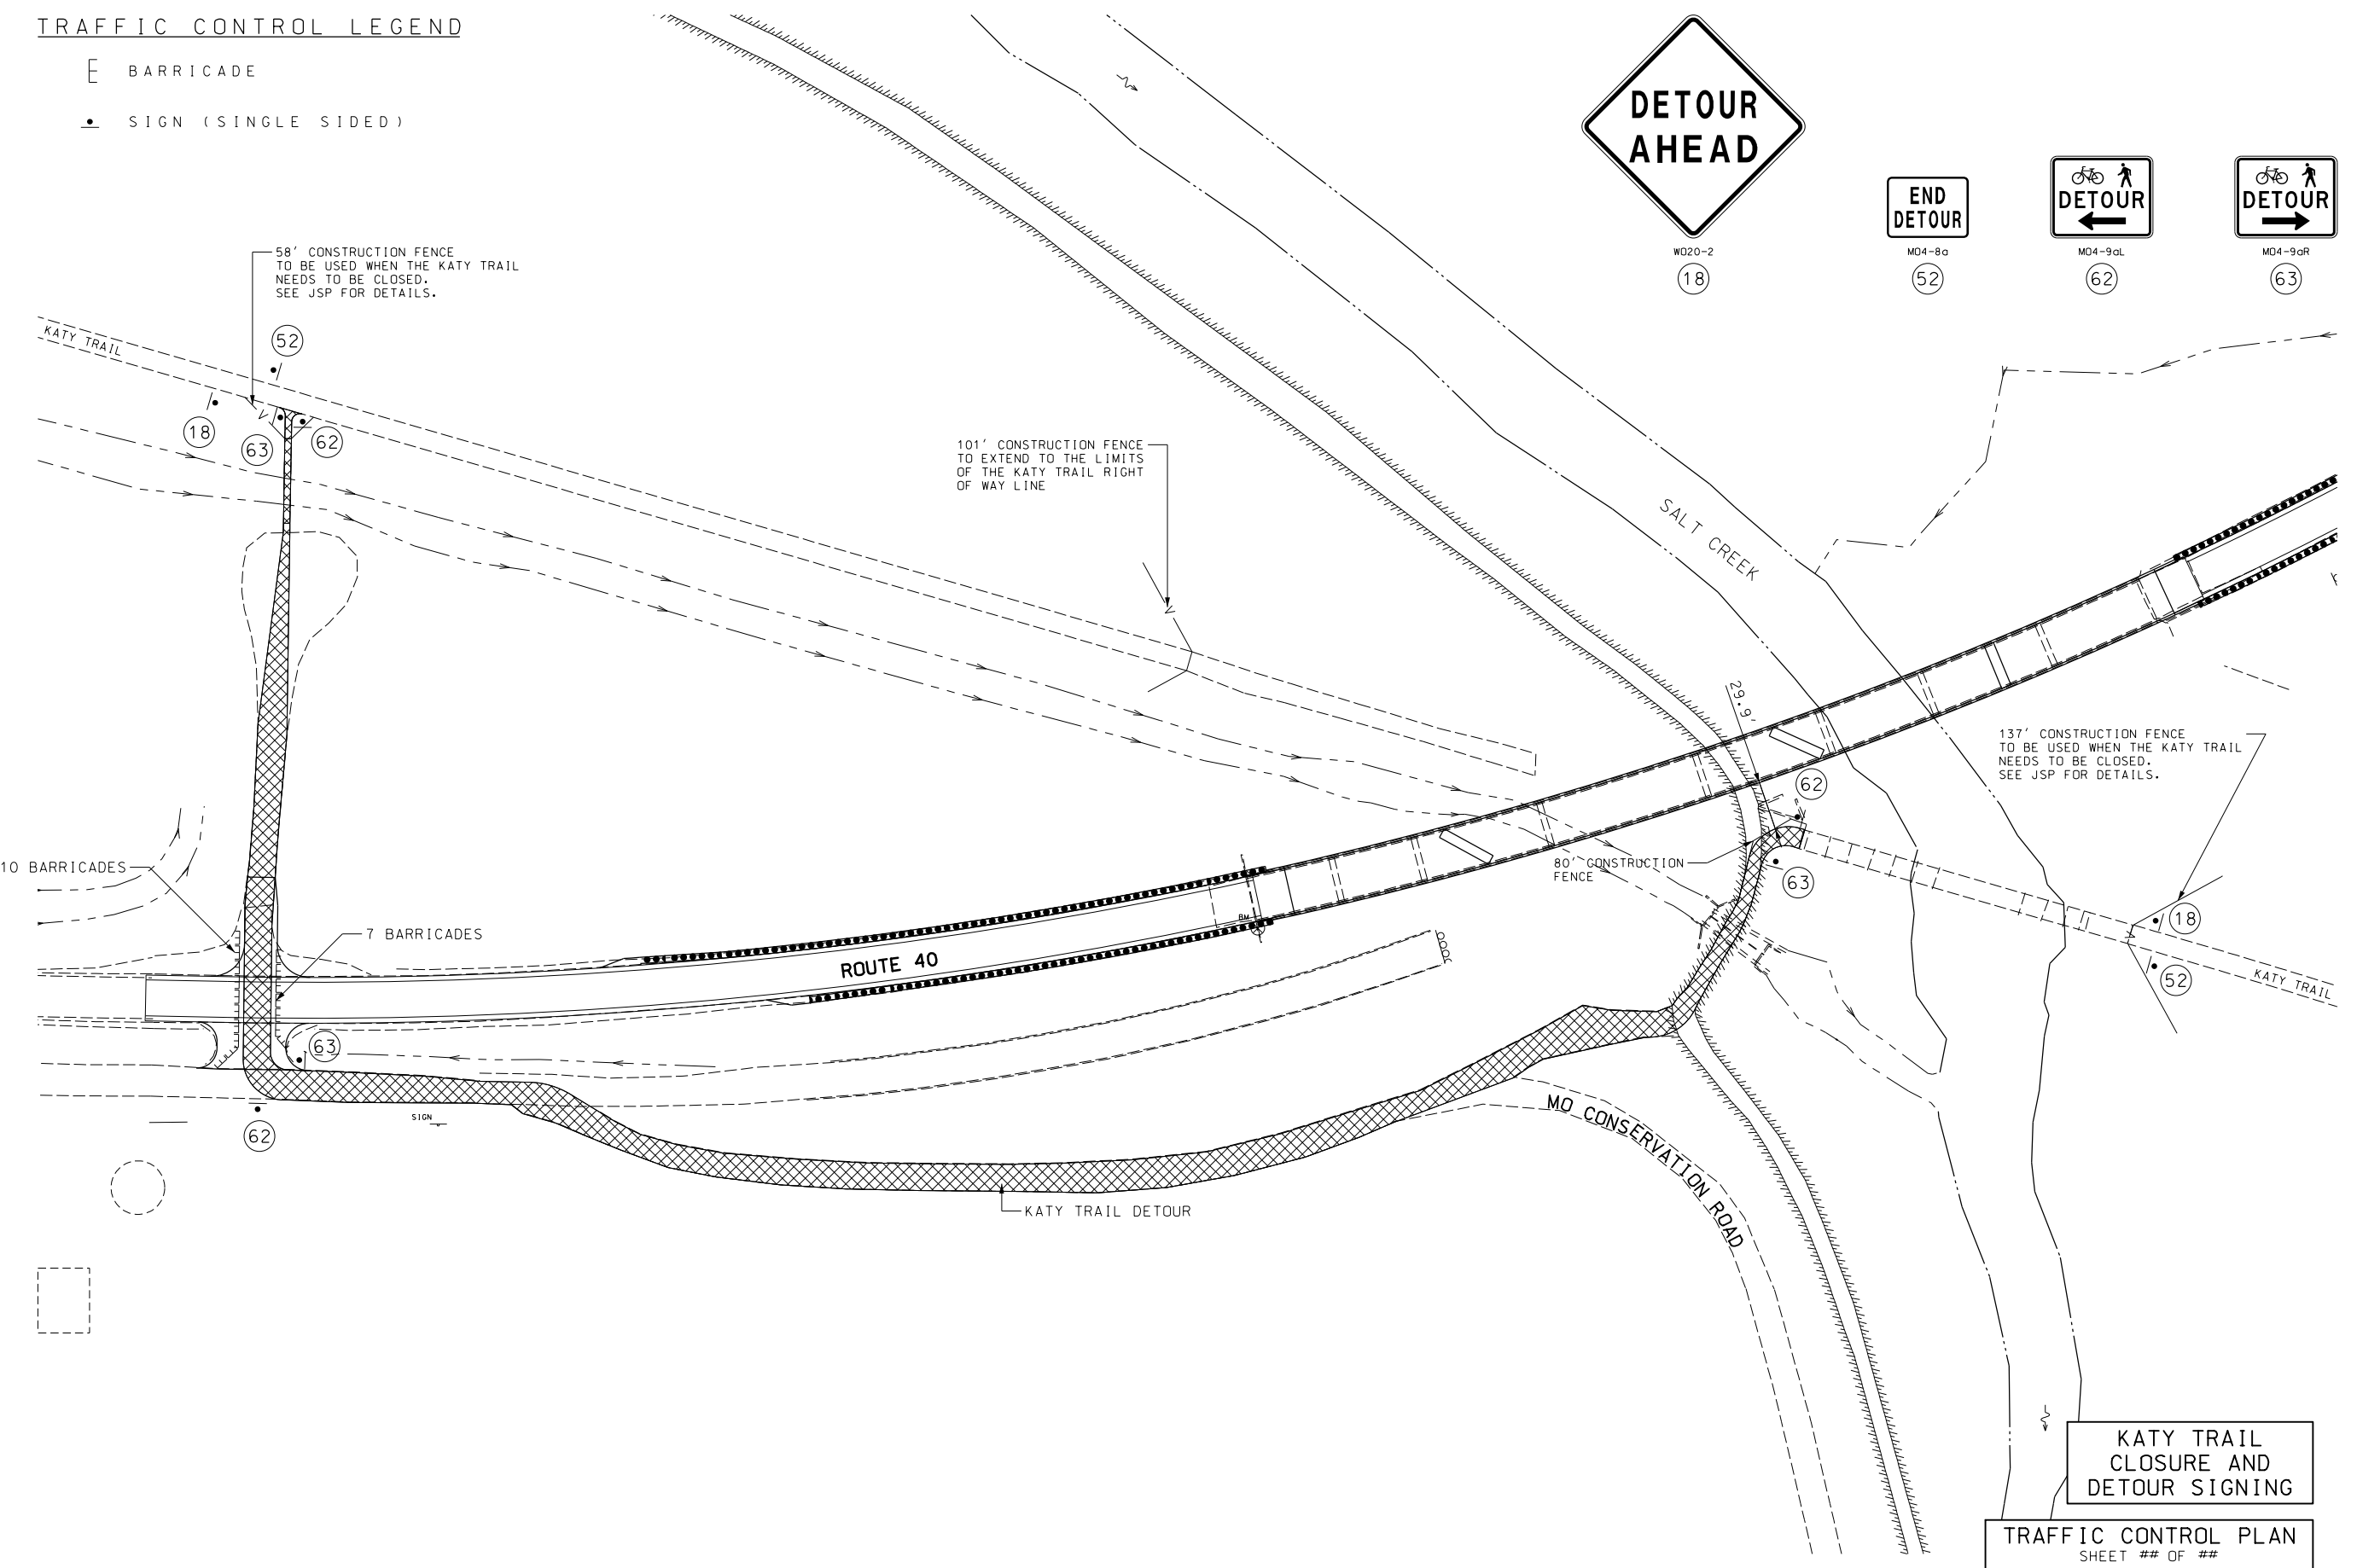 TRAFFIC CONTROL LEGEND
BARRICADE
SIGN (SINGLE SIDED)
DETOUR
AHEAD
WO20-2
18
END
DETOUR
MO4-8a
52
DETOUR
MO4-9aL
62
DETOUR
MO4-9aR
63
58' CONSTRUCTION FENCE
TO BE USED WHEN THE KATY TRAIL
NEEDS TO BE CLOSED.
SEE JSP FOR DETAILS.
KATY TRAIL
52
18
63
62
101' CONSTRUCTION FENCE
TO EXTEND TO THE LIMITS
OF THE KATY TRAIL RIGHT
OF WAY LINE
SALT CREEK
29.9'
137' CONSTRUCTION FENCE
TO BE USED WHEN THE KATY TRAIL
NEEDS TO BE CLOSED.
SEE JSP FOR DETAILS.
62
80' CONSTRUCTION
FENCE
63
18
52
KATY TRAIL
10 BARRICADES
7 BARRICADES
BM
ROUTE 40
63
SIGN
62
MO CONSERVATION ROAD
KATY TRAIL DETOUR
KATY TRAIL
CLOSURE AND
DETOUR SIGNING
TRAFFIC CONTROL PLAN
SHEET ## OF ##